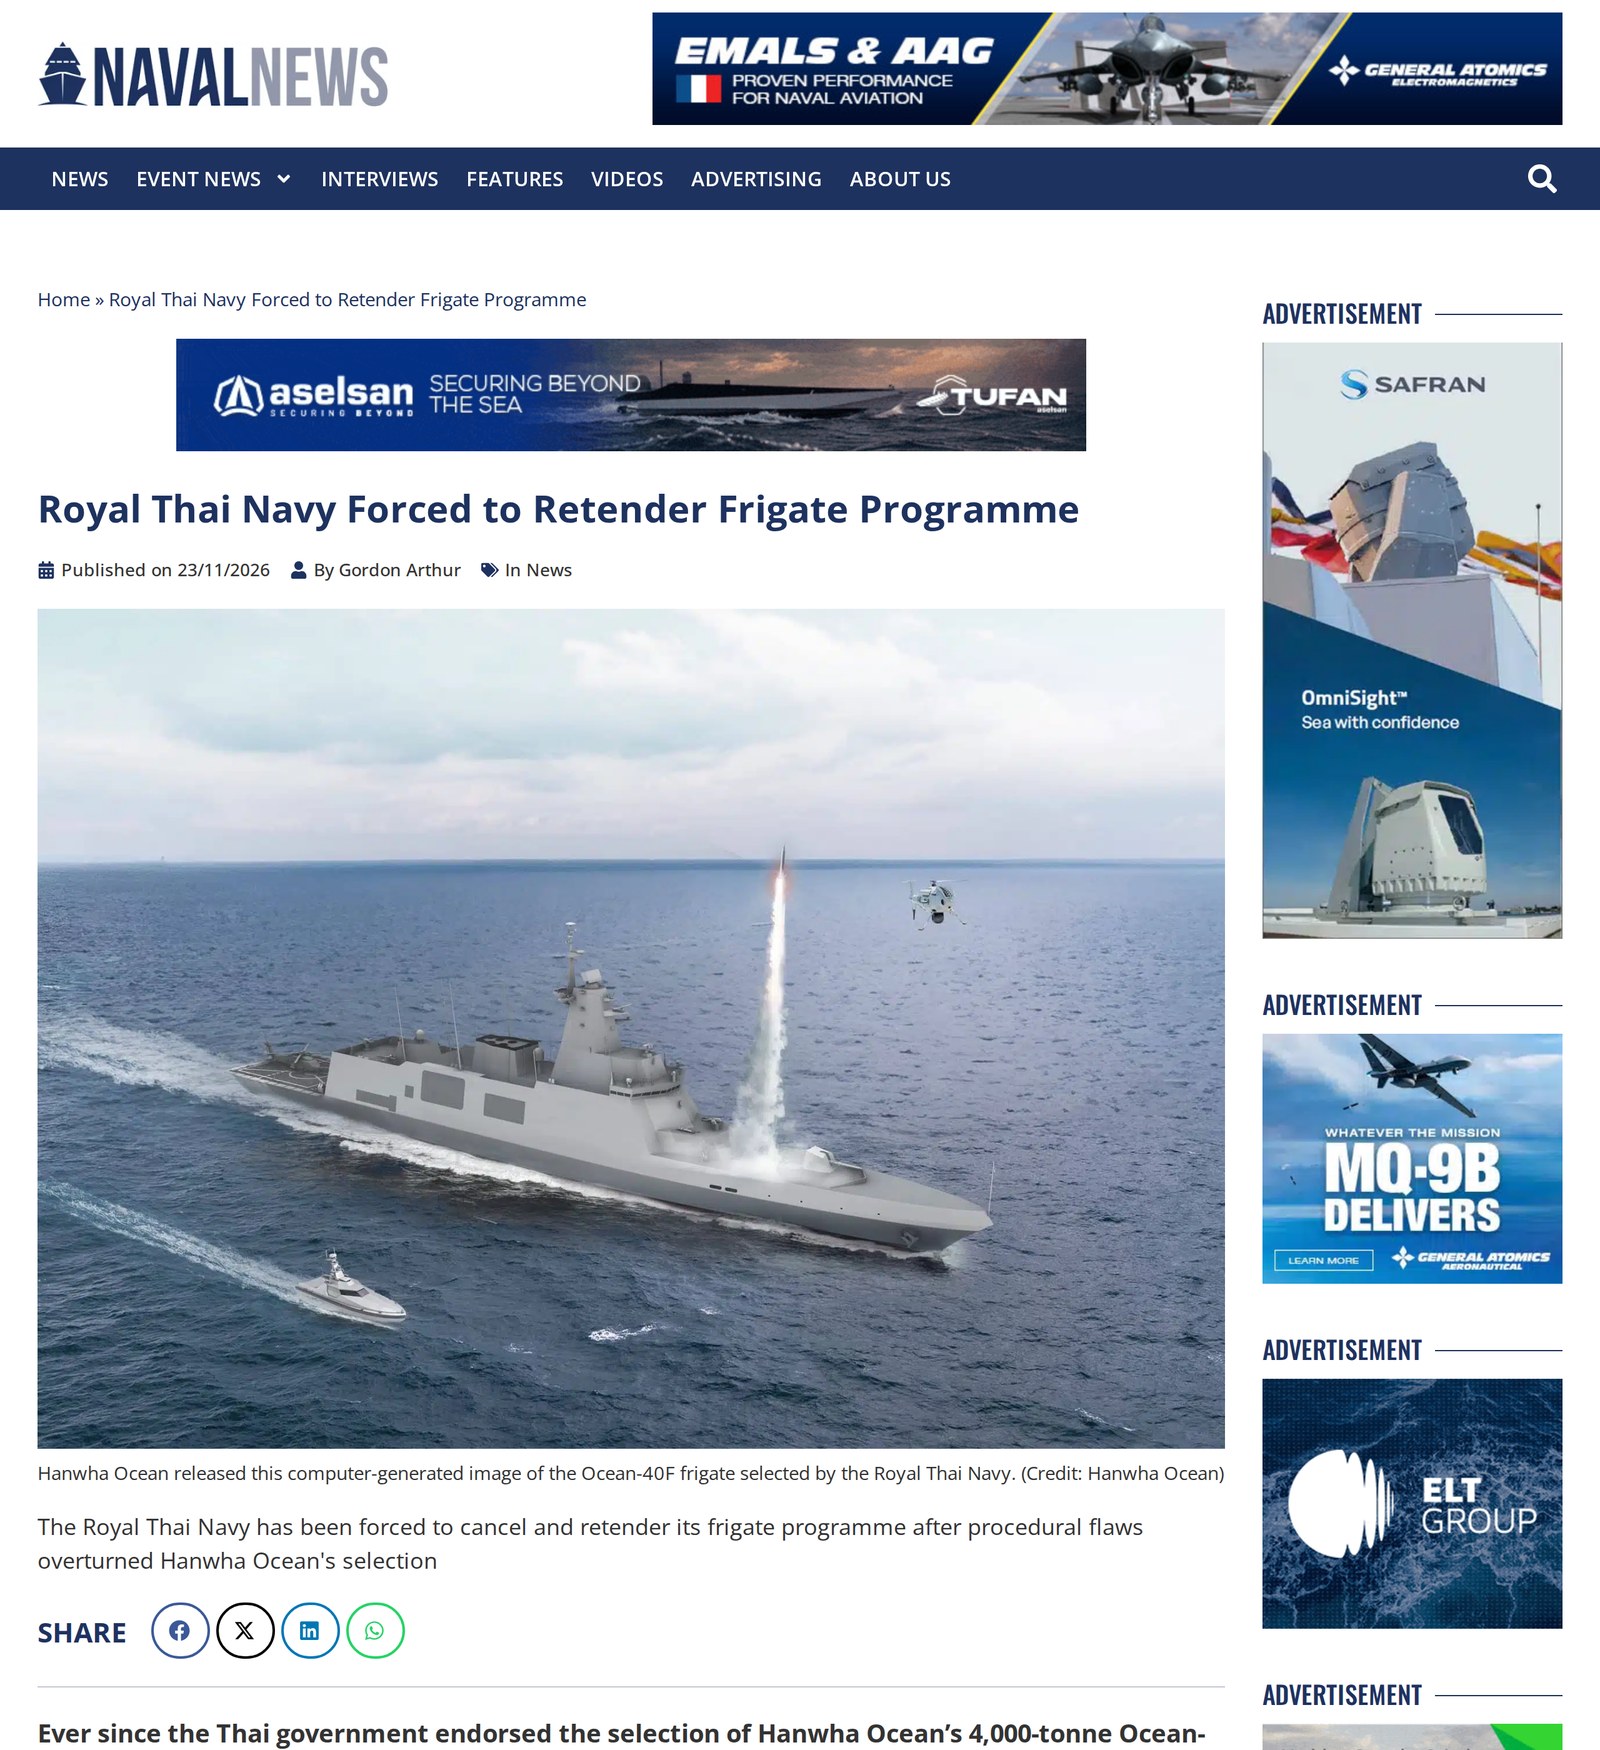 NAVALNEWS
EMALS & AAG
PROVEN PERFORMANCE
FOR NAVAL AVIATION
GENERAL ATOMICS
ELECTROMAGNETICS
NEWS EVENT NEWS INTERVIEWS FEATURES VIDEOS ADVERTISING ABOUT US
Home » Royal Thai Navy Forced to Retender Frigate Programme
aselsan
SECURING BEYOND
SECURING BEYOND
THE SEA
TUFAN
aselsan
Royal Thai Navy Forced to Retender Frigate Programme
Published on 23/11/2026 By Gordon Arthur In News
Hanwha Ocean released this computer-generated image of the Ocean-40F frigate selected by the Royal Thai Navy. (Credit: Hanwha Ocean)
The Royal Thai Navy has been forced to cancel and retender its frigate programme after procedural flaws
overturned Hanwha Ocean's selection
SHARE
Ever since the Thai government endorsed the selection of Hanwha Ocean’s 4,000-tonne Ocean-
ADVERTISEMENT
SAFRAN
OmniSight™
Sea with confidence
ADVERTISEMENT
WHATEVER THE MISSION
MQ-9B
DELIVERS
LEARN MORE
GENERAL ATOMICS
AERONAUTICAL
ADVERTISEMENT
ELT
GROUP
ADVERTISEMENT